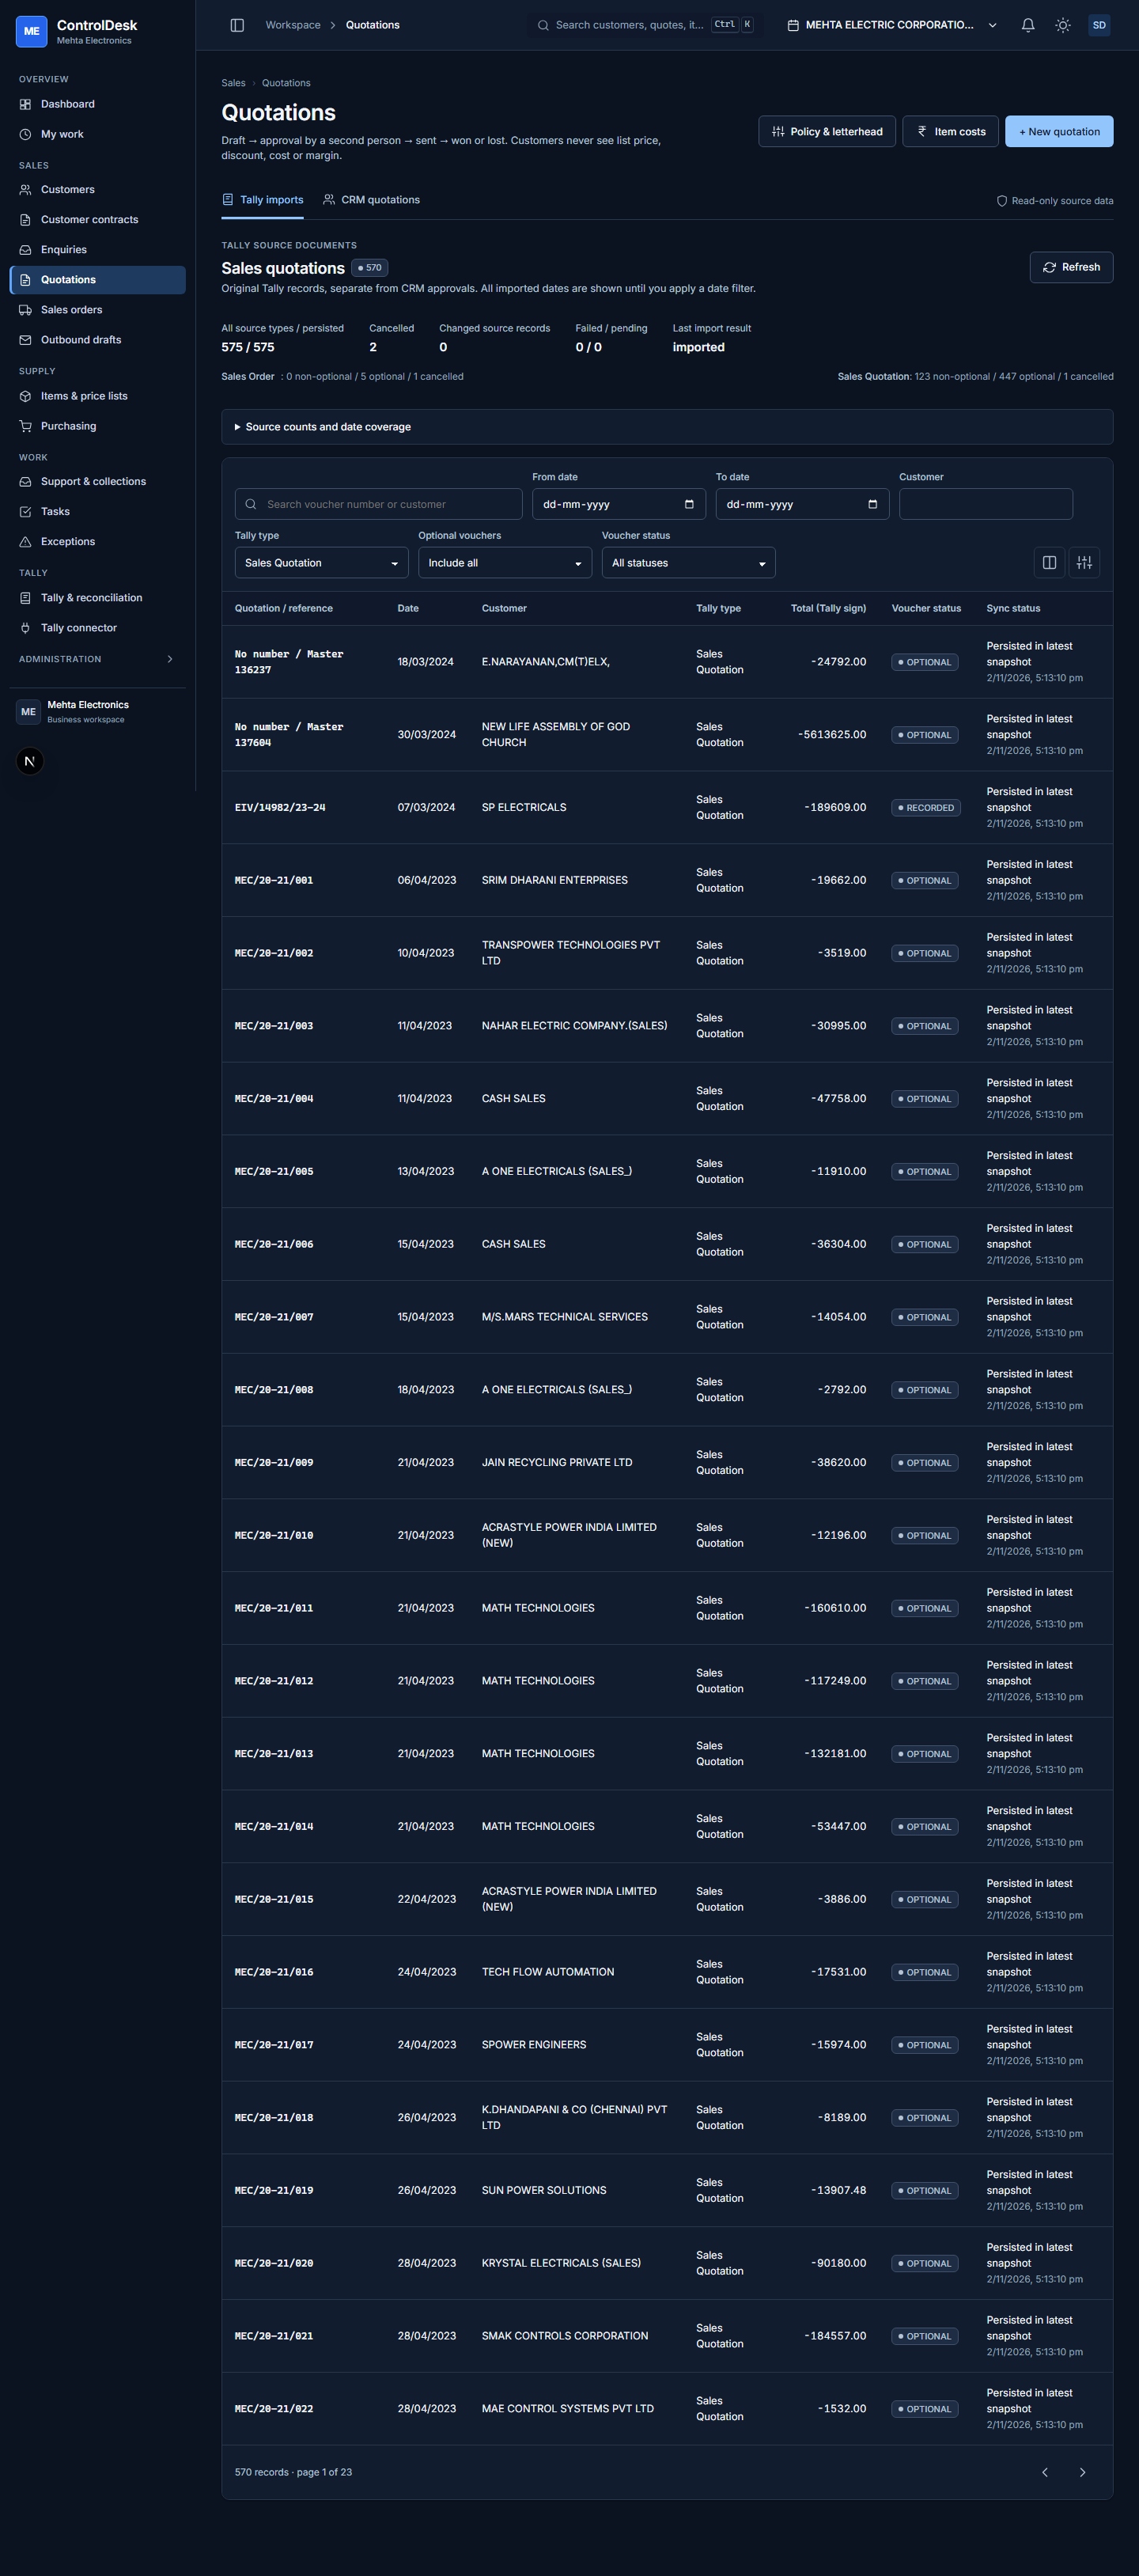 ME
ControlDesk
Mehta Electronics
OVERVIEW
Dashboard
My work
SALES
Customers
Customer contracts
Enquiries
Quotations
Sales orders
Outbound drafts
SUPPLY
Items & price lists
Purchasing
WORK
Support & collections
Tasks
Exceptions
TALLY
Tally & reconciliation
Tally connector
ADMINISTRATION
ME
Mehta Electronics
Business workspace
N
Workspace > Quotations
Search customers, quotes, it... Ctrl K
MEHTA ELECTRIC CORPORATIO...
SD
Sales › Quotations
Quotations
Draft → approval by a second person → sent → won or lost. Customers never see list price,
discount, cost or margin.
Policy & letterhead
₹ Item costs
+ New quotation
Tally imports
CRM quotations
Read-only source data
TALLY SOURCE DOCUMENTS
Sales quotations 570
Original Tally records, separate from CRM approvals. All imported dates are shown until you apply a date filter.
Refresh
All source types / persisted Cancelled Changed source records Failed / pending Last import result
575 / 575 2 0 0 / 0 imported
Sales Order : 0 non-optional / 5 optional / 1 cancelled
Sales Quotation: 123 non-optional / 447 optional / 1 cancelled
Source counts and date coverage
From date To date Customer
Search voucher number or customer dd-mm-yyyy dd-mm-yyyy
Tally type Optional vouchers Voucher status
Sales Quotation Include all All statuses
Quotation / reference Date Customer Tally type Total (Tally sign) Voucher status Sync status
No number / Master 136237 18/03/2024 E.NARAYANAN,CM(T)ELX, Sales Quotation -24792.00 OPTIONAL Persisted in latest snapshot 2/11/2026, 5:13:10 pm
No number / Master 137604 30/03/2024 NEW LIFE ASSEMBLY OF GOD CHURCH Sales Quotation -5613625.00 OPTIONAL Persisted in latest snapshot 2/11/2026, 5:13:10 pm
EIV/14982/23-24 07/03/2024 SP ELECTRICALS Sales Quotation -189609.00 RECORDED Persisted in latest snapshot 2/11/2026, 5:13:10 pm
MEC/20-21/001 06/04/2023 SRIM DHARANI ENTERPRISES Sales Quotation -19662.00 OPTIONAL Persisted in latest snapshot 2/11/2026, 5:13:10 pm
MEC/20-21/002 10/04/2023 TRANSPOWER TECHNOLOGIES PVT LTD Sales Quotation -3519.00 OPTIONAL Persisted in latest snapshot 2/11/2026, 5:13:10 pm
MEC/20-21/003 11/04/2023 NAHAR ELECTRIC COMPANY.(SALES) Sales Quotation -30995.00 OPTIONAL Persisted in latest snapshot 2/11/2026, 5:13:10 pm
MEC/20-21/004 11/04/2023 CASH SALES Sales Quotation -47758.00 OPTIONAL Persisted in latest snapshot 2/11/2026, 5:13:10 pm
MEC/20-21/005 13/04/2023 A ONE ELECTRICALS (SALES_) Sales Quotation -11910.00 OPTIONAL Persisted in latest snapshot 2/11/2026, 5:13:10 pm
MEC/20-21/006 15/04/2023 CASH SALES Sales Quotation -36304.00 OPTIONAL Persisted in latest snapshot 2/11/2026, 5:13:10 pm
MEC/20-21/007 15/04/2023 M/S.MARS TECHNICAL SERVICES Sales Quotation -14054.00 OPTIONAL Persisted in latest snapshot 2/11/2026, 5:13:10 pm
MEC/20-21/008 18/04/2023 A ONE ELECTRICALS (SALES_) Sales Quotation -2792.00 OPTIONAL Persisted in latest snapshot 2/11/2026, 5:13:10 pm
MEC/20-21/009 21/04/2023 JAIN RECYCLING PRIVATE LTD Sales Quotation -38620.00 OPTIONAL Persisted in latest snapshot 2/11/2026, 5:13:10 pm
MEC/20-21/010 21/04/2023 ACRASTYLE POWER INDIA LIMITED (NEW) Sales Quotation -12196.00 OPTIONAL Persisted in latest snapshot 2/11/2026, 5:13:10 pm
MEC/20-21/011 21/04/2023 MATH TECHNOLOGIES Sales Quotation -160610.00 OPTIONAL Persisted in latest snapshot 2/11/2026, 5:13:10 pm
MEC/20-21/012 21/04/2023 MATH TECHNOLOGIES Sales Quotation -117249.00 OPTIONAL Persisted in latest snapshot 2/11/2026, 5:13:10 pm
MEC/20-21/013 21/04/2023 MATH TECHNOLOGIES Sales Quotation -132181.00 OPTIONAL Persisted in latest snapshot 2/11/2026, 5:13:10 pm
MEC/20-21/014 21/04/2023 MATH TECHNOLOGIES Sales Quotation -53447.00 OPTIONAL Persisted in latest snapshot 2/11/2026, 5:13:10 pm
MEC/20-21/015 22/04/2023 ACRASTYLE POWER INDIA LIMITED (NEW) Sales Quotation -3886.00 OPTIONAL Persisted in latest snapshot 2/11/2026, 5:13:10 pm
MEC/20-21/016 24/04/2023 TECH FLOW AUTOMATION Sales Quotation -17531.00 OPTIONAL Persisted in latest snapshot 2/11/2026, 5:13:10 pm
MEC/20-21/017 24/04/2023 SPOWER ENGINEERS Sales Quotation -15974.00 OPTIONAL Persisted in latest snapshot 2/11/2026, 5:13:10 pm
MEC/20-21/018 26/04/2023 K.DHANDAPANI & CO (CHENNAI) PVT LTD Sales Quotation -8189.00 OPTIONAL Persisted in latest snapshot 2/11/2026, 5:13:10 pm
MEC/20-21/019 26/04/2023 SUN POWER SOLUTIONS Sales Quotation -13907.48 OPTIONAL Persisted in latest snapshot 2/11/2026, 5:13:10 pm
MEC/20-21/020 28/04/2023 KRYSTAL ELECTRICALS (SALES) Sales Quotation -90180.00 OPTIONAL Persisted in latest snapshot 2/11/2026, 5:13:10 pm
MEC/20-21/021 28/04/2023 SMAK CONTROLS CORPORATION Sales Quotation -184557.00 OPTIONAL Persisted in latest snapshot 2/11/2026, 5:13:10 pm
MEC/20-21/022 28/04/2023 MAE CONTROL SYSTEMS PVT LTD Sales Quotation -1532.00 OPTIONAL Persisted in latest snapshot 2/11/2026, 5:13:10 pm
570 records · page 1 of 23